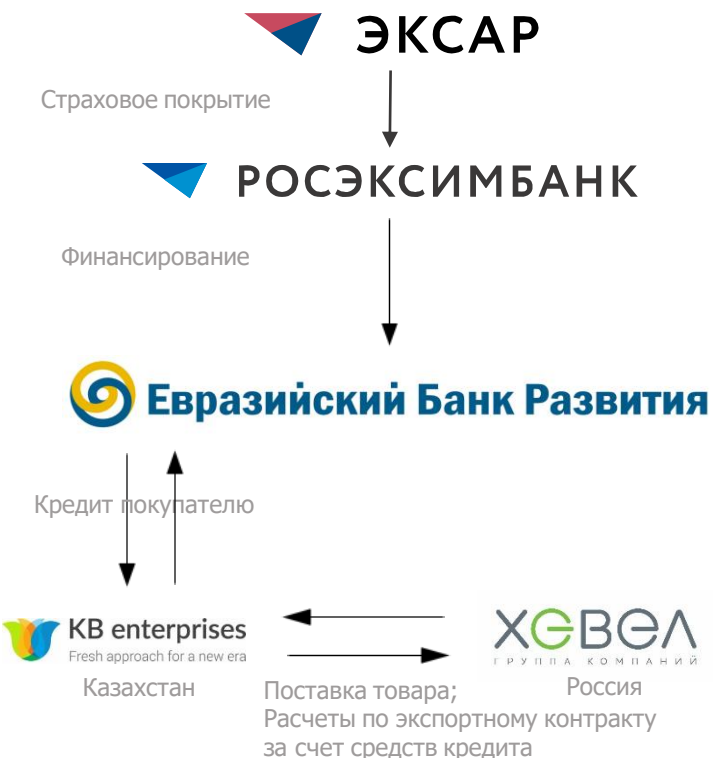 ЭКСАР
Страховое покрытие
РОСЭКСИМБАНК
Финансирование
Евразийский Банк Развития
Кредит покупателю
KB enterprises
Fresh approach for a new era
Казахстан
ХЕВЕЛ
ГРУППА КОМПАНИЙ
Россия
Поставка товара;
Расчеты по экспортному контракту
за счет средств кредита